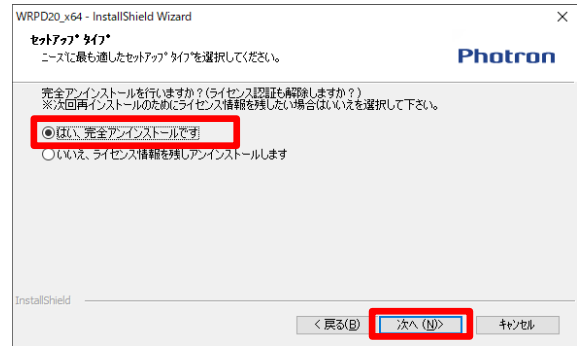 WRPD20_x64 - InstallShield Wizard
セットアップ タイプ
ニーズに最も適したセットアップ タイプを選択してください。
Photron
完全アンインストールを行いますか？(ライセンス認証も解除しますか？)
※次回再インストールのためにライセンス情報を残したい場合はいいえを選択して下さい。
はい、完全アンインストールです
いいえ、ライセンス情報を残しアンインストールします
InstallShield
< 戻る(B)
次へ (N)>
キャンセル